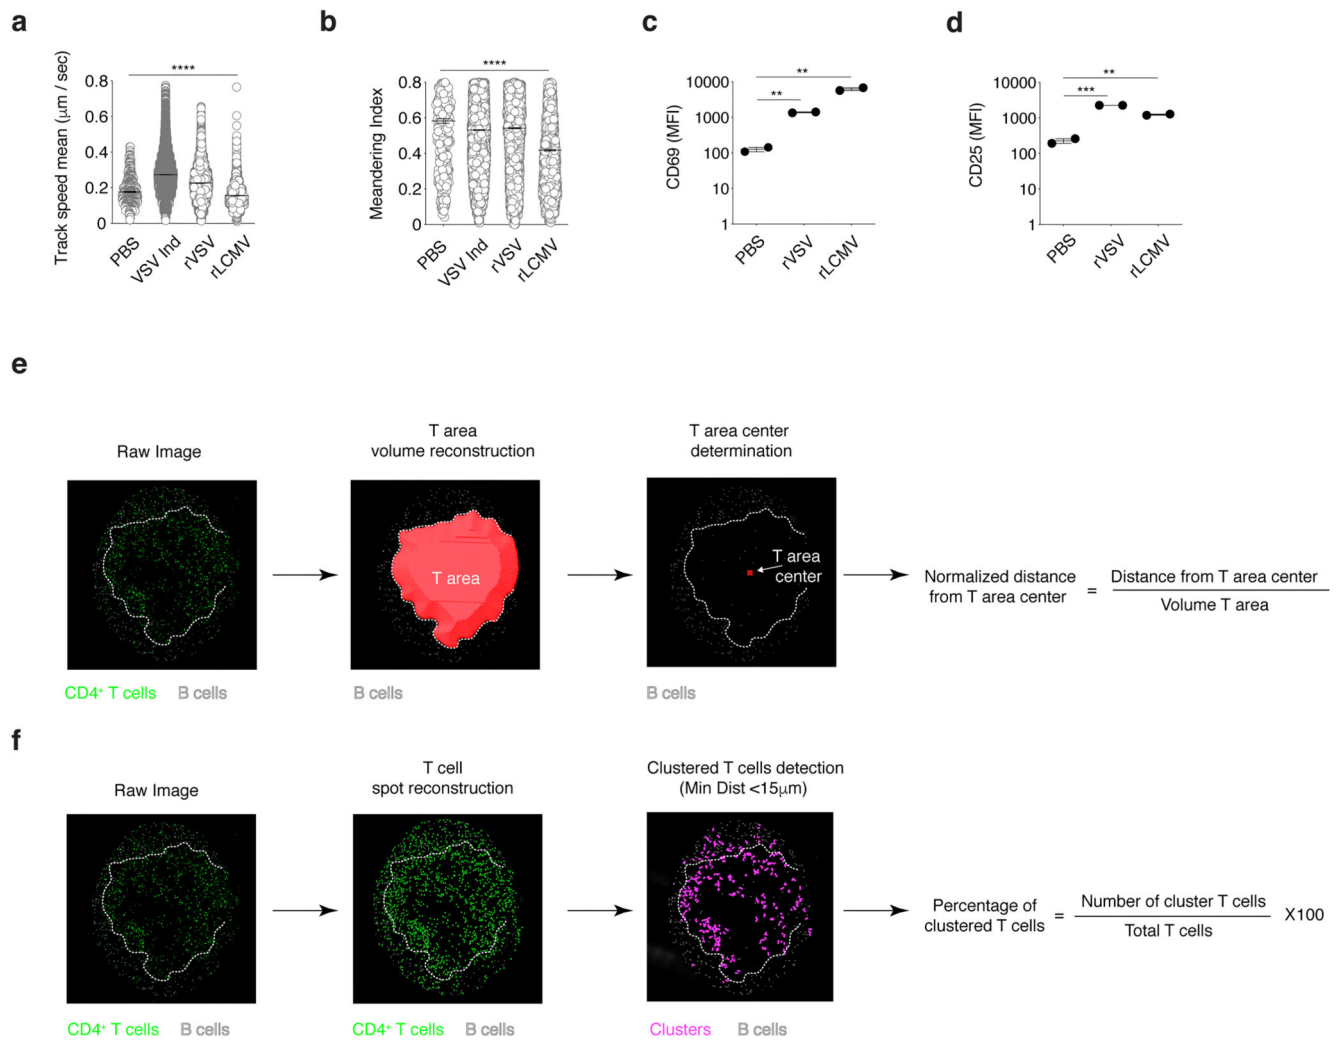 a
Track speed mean (μm / sec)
0.8
0.6
0.4
0.2
0
****
PBS
VSV Ind
rVSV
rLCMV
b
Meandering Index
0.8
0.6
0.4
0.2
0
****
PBS
VSV Ind
rVSV
rLCMV
c
CD69 (MFI)
10000
1000
100
10
1
**
**
PBS
rVSV
rLCMV
d
CD25 (MFI)
10000
1000
100
10
1
**
***
PBS
rVSV
rLCMV
e
Raw Image
CD4+ T cells B cells
T area
volume reconstruction
T area
B cells
T area center
determination
T area
center
B cells
Normalized distance
from T area center
=
Distance from T area center
Volume T area
f
Raw Image
CD4+ T cells B cells
T cell
spot reconstruction
CD4+ T cells B cells
Clustered T cells detection
(Min Dist <15μm)
Clusters B cells
Percentage of
clustered T cells
=
Number of cluster T cells
Total T cells
X100